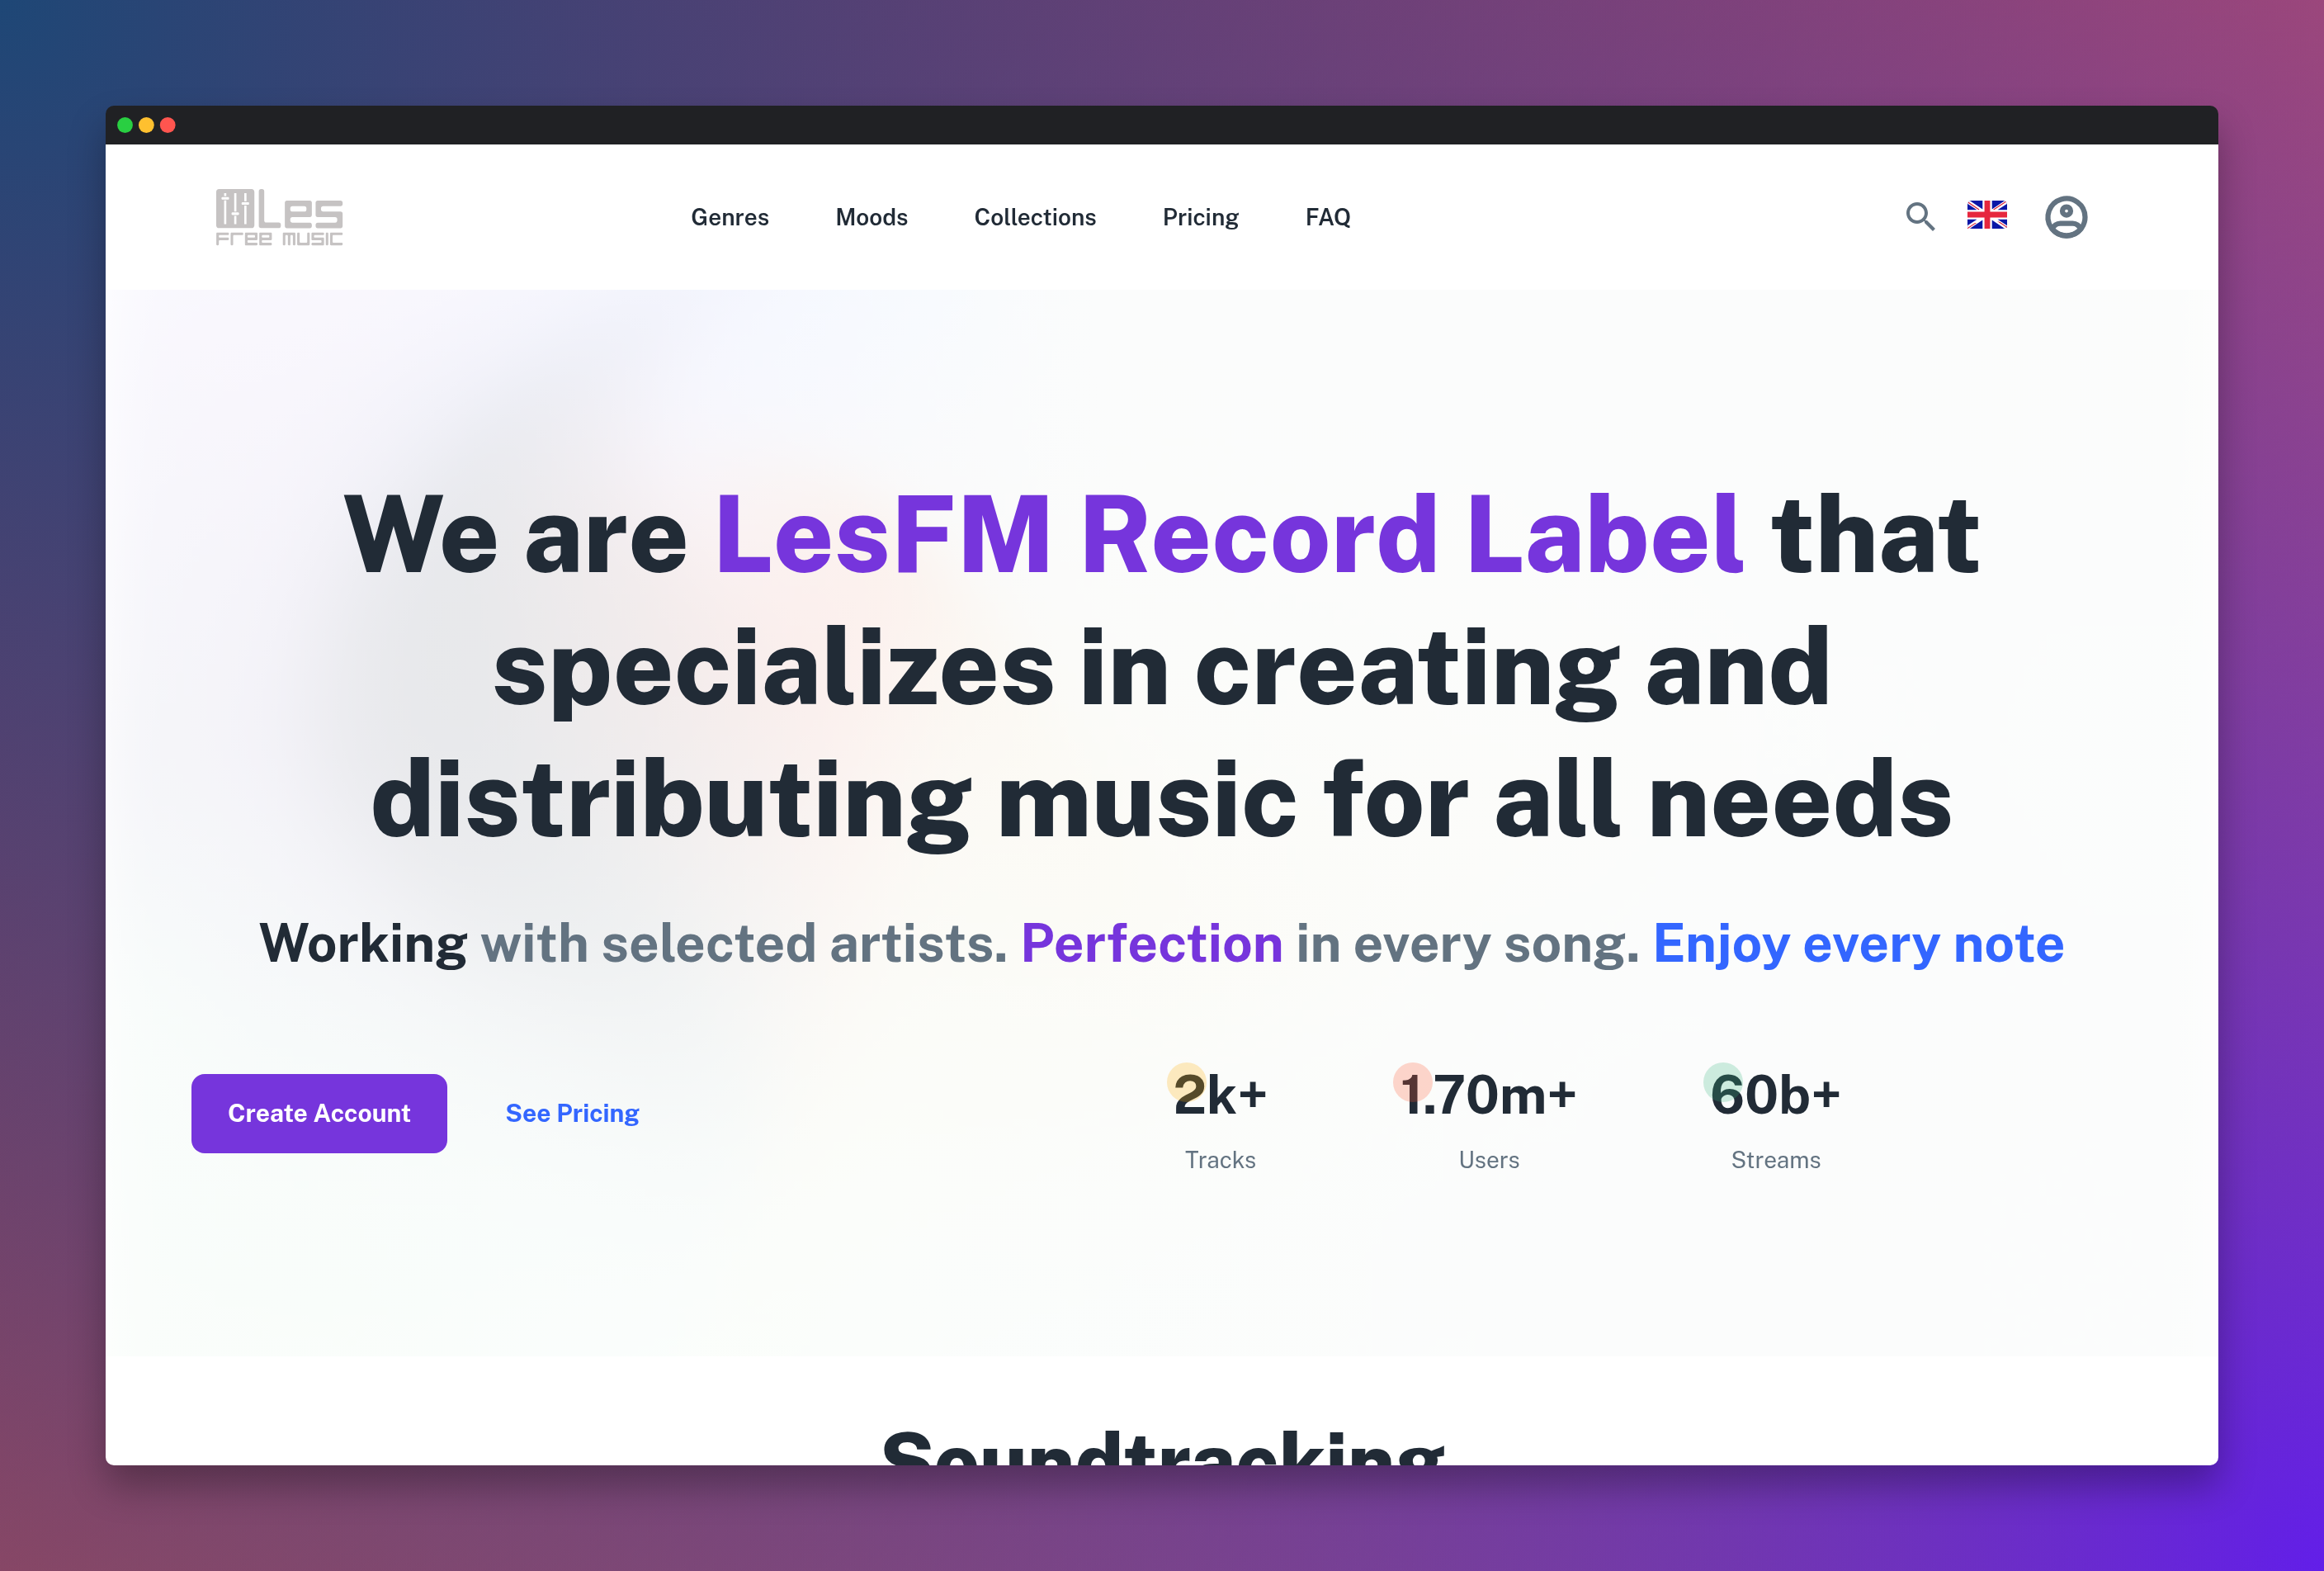 Les
Free music
Genres Moods Collections Pricing FAQ
We are LesFM Record Label that
specializes in creating and
distributing music for all needs
Working with selected artists. Perfection in every song. Enjoy every note
Create Account See Pricing
2k+ 1.70m+ 60b+
Tracks Users Streams
Soundtracking